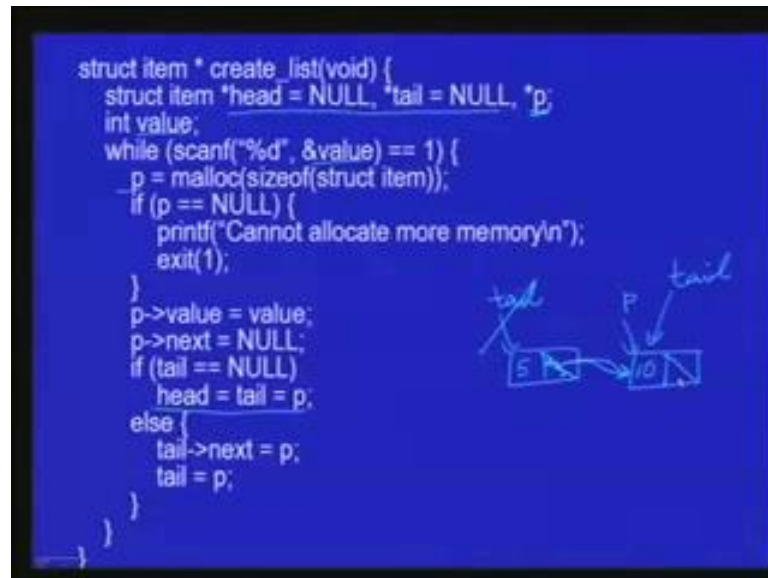 struct item * create_list(void) {
struct item *head = NULL, *tail = NULL, *p;
int value;
while (scanf("%d", &value) == 1) {
p = malloc(sizeof(struct item));
if (p == NULL) {
printf("Cannot allocate more memory\n");
exit(1);
}
p->value = value;
p->next = NULL;
if (tail == NULL)
head = tail = p;
else {
tail->next = p;
tail = p;
}
}
}
tail
p
tail
5
10